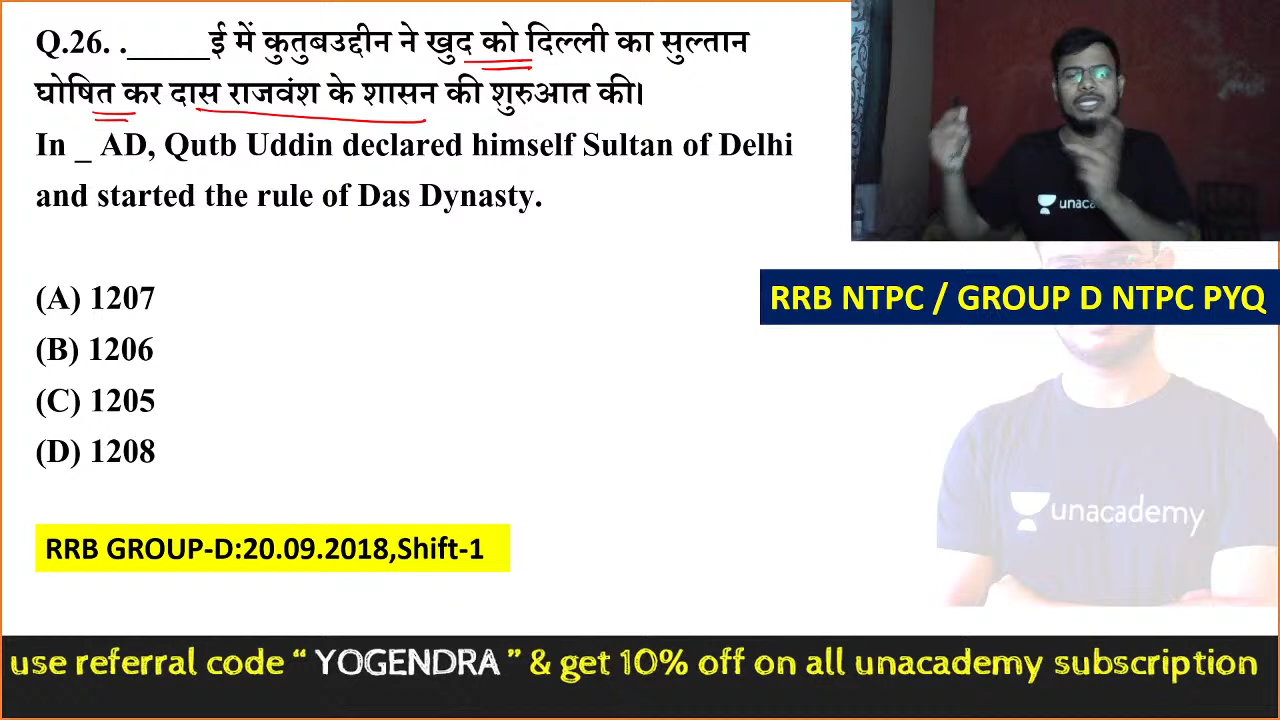 Q.26. ._____ई में कुतुबउद्दीन ने खुद को दिल्ली का सुल्तान
घोषित कर दास राजवंश के शासन की शुरुआत की।
In _ AD, Qutb Uddin declared himself Sultan of Delhi
and started the rule of Das Dynasty.
(A) 1207
(B) 1206
(C) 1205
(D) 1208
RRB GROUP-D:20.09.2018,Shift-1
unaca
RRB NTPC / GROUP D NTPC PYQ
unacademy
use referral code “ YOGENDRA ” & get 10% off on all unacademy subscription